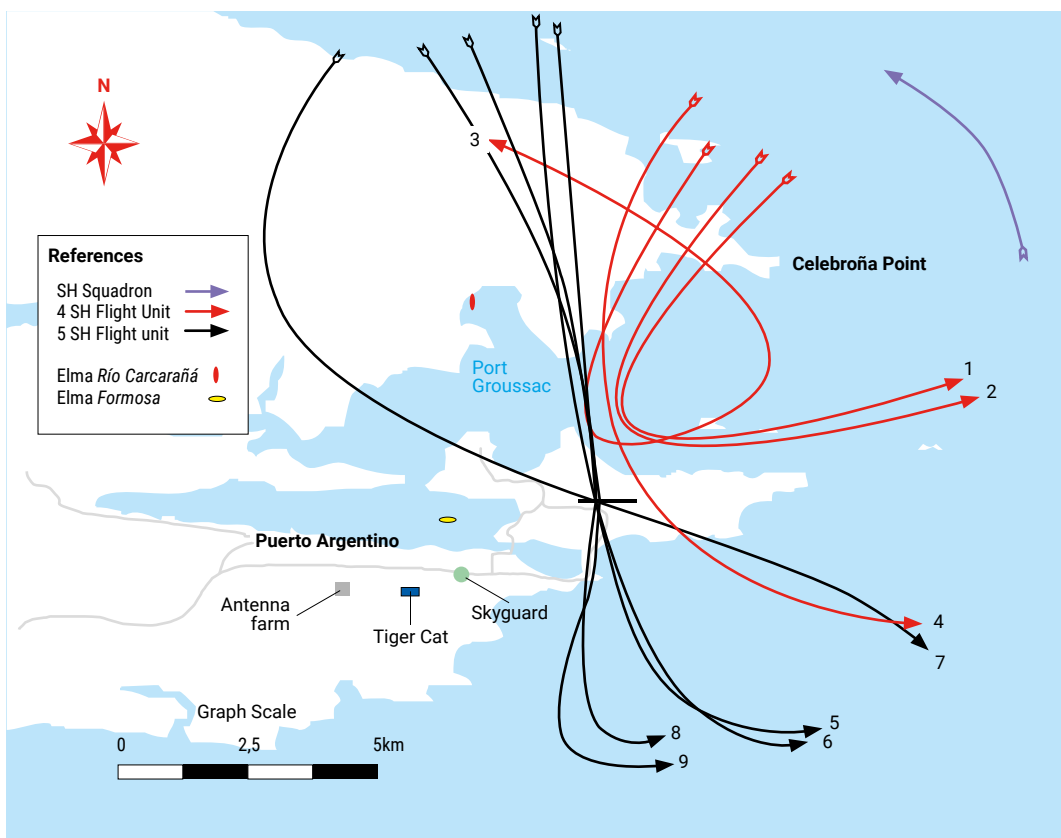 N
3
References
SH Squadron
4 SH Flight Unit
5 SH Flight unit
Elma Río Carcarañá
Elma Formosa
Celebroña Point
Port
Groussac
1
2
Puerto Argentino
Antenna
farm
Tiger Cat
Skyguard
4
7
Graph Scale
0 2,5 5km
5
6
8
9